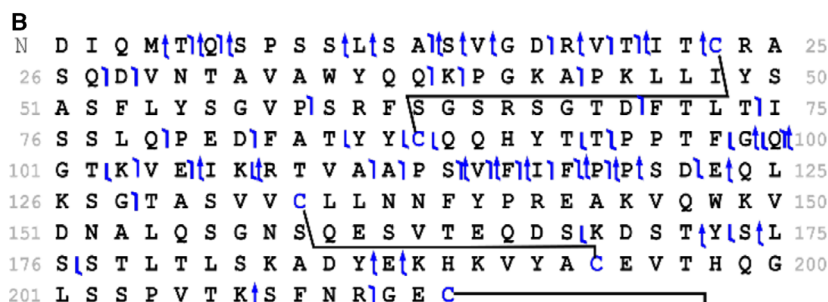 B
N D I Q M T Q S P S S L S A S V G D R V T I T C R A 25
26 S Q D V N T A V A W Y Q Q K P G K A P K L L I Y S 50
51 A S F L Y S G V P S R F S G S R S G T D F T L T I 75
76 S S L Q P E D F A T Y Y C Q Q H Y T T P P T F G Q 100
101 G T K V E I K R T V A A P S V F I F P P S D E Q L 125
126 K S G T A S V V C L L N N F Y P R E A K V Q W K V 150
151 D N A L Q S G N S Q E S V T E Q D S K D S T Y S L 175
176 S S T L T L S K A D Y E K H K V Y A C E V T H Q G 200
201 L S S P V T K S F N R G E C